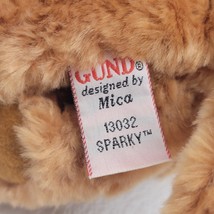 GUND®
designed by
Mica
13032
SPARKY™